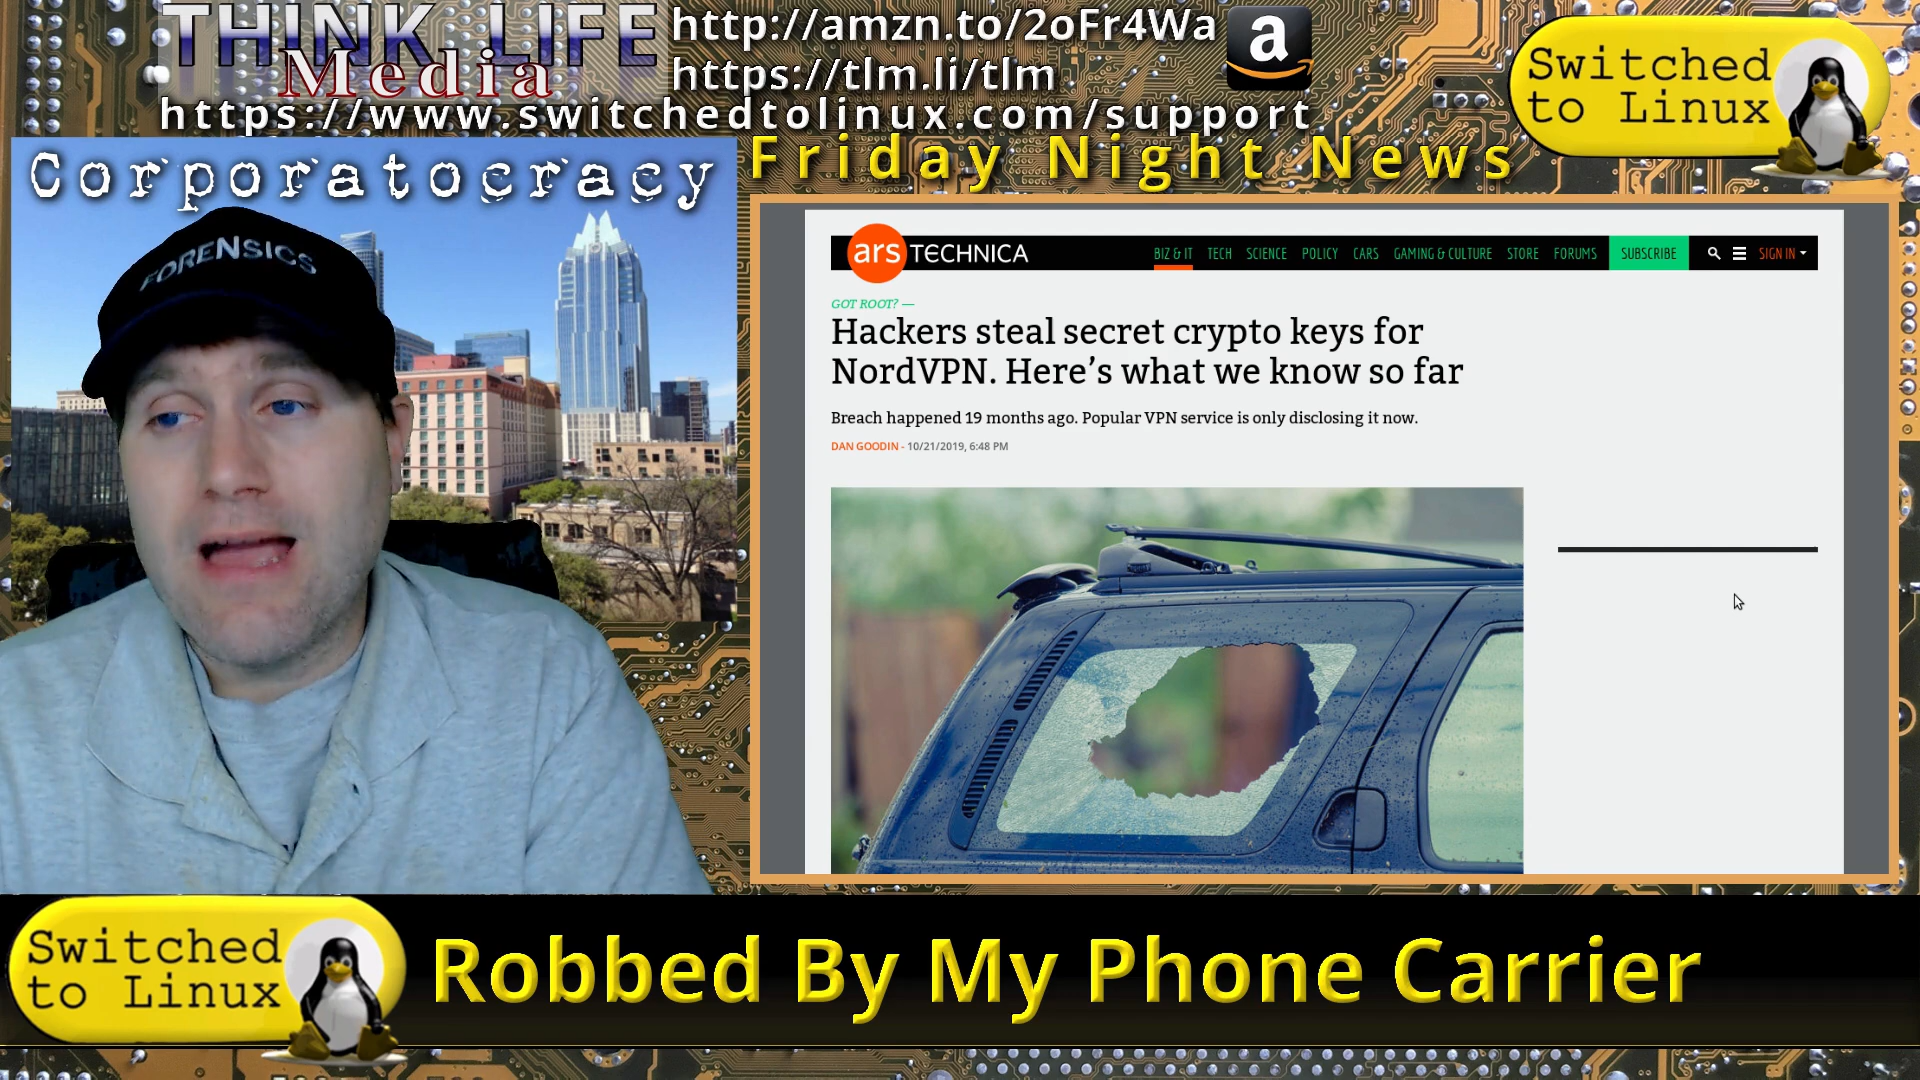 THINK LIFE
Media
http://amzn.to/2oFr4Wa
a
https://tlm.li/tlm
https://www.switchedtolinux.com/support
Switched
to Linux
Corporatocracy
Friday Night News
FORENSICS
ars TECHNICA
BIZ & IT TECH SCIENCE POLICY CARS GAMING & CULTURE STORE FORUMS SUBSCRIBE SIGN IN
GOT ROOT? —
Hackers steal secret crypto keys for
NordVPN. Here’s what we know so far
Breach happened 19 months ago. Popular VPN service is only disclosing it now.
DAN GOODIN - 10/21/2019, 6:48 PM
Switched
to Linux
Robbed By My Phone Carrier